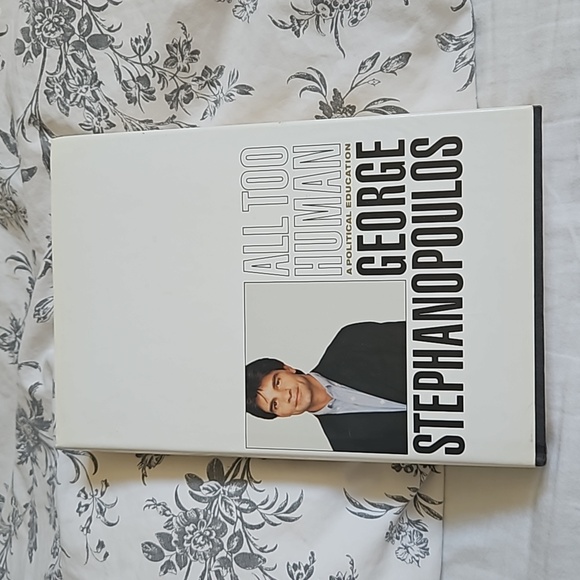 ALL TOO
HUMAN
A POLITICAL EDUCATION
GEORGE
STEPHANOPOULOS